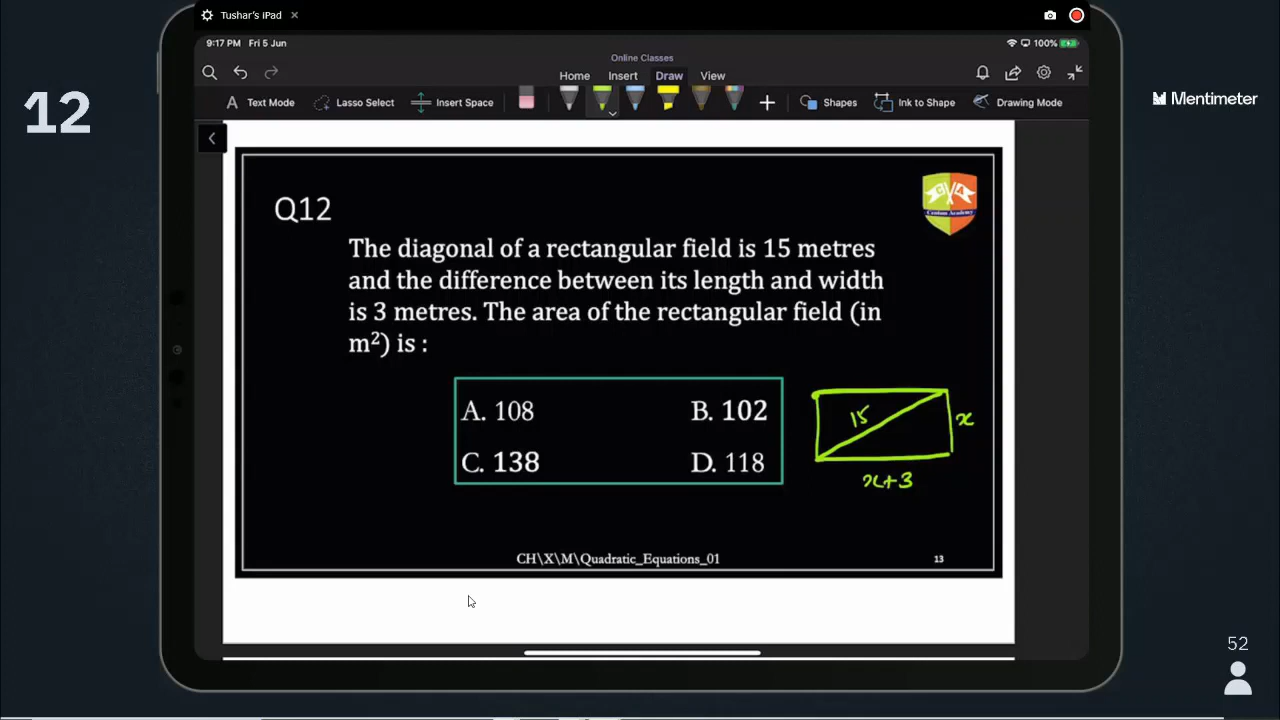 Tushar's iPad ×
9:17 PM Fri 5 Jun
100%
12
Mentimeter
Online Classes
Home Insert Draw View
A Text Mode Lasso Select Insert Space Shapes Ink to Shape Drawing Mode
Q12
Centum Academy
The diagonal of a rectangular field is 15 metres
and the difference between its length and width
is 3 metres. The area of the rectangular field (in
m²) is :
A. 108 B. 102
C. 138 D. 118
15
x
x+3
CH\X\M\Quadratic_Equations_01
13
52